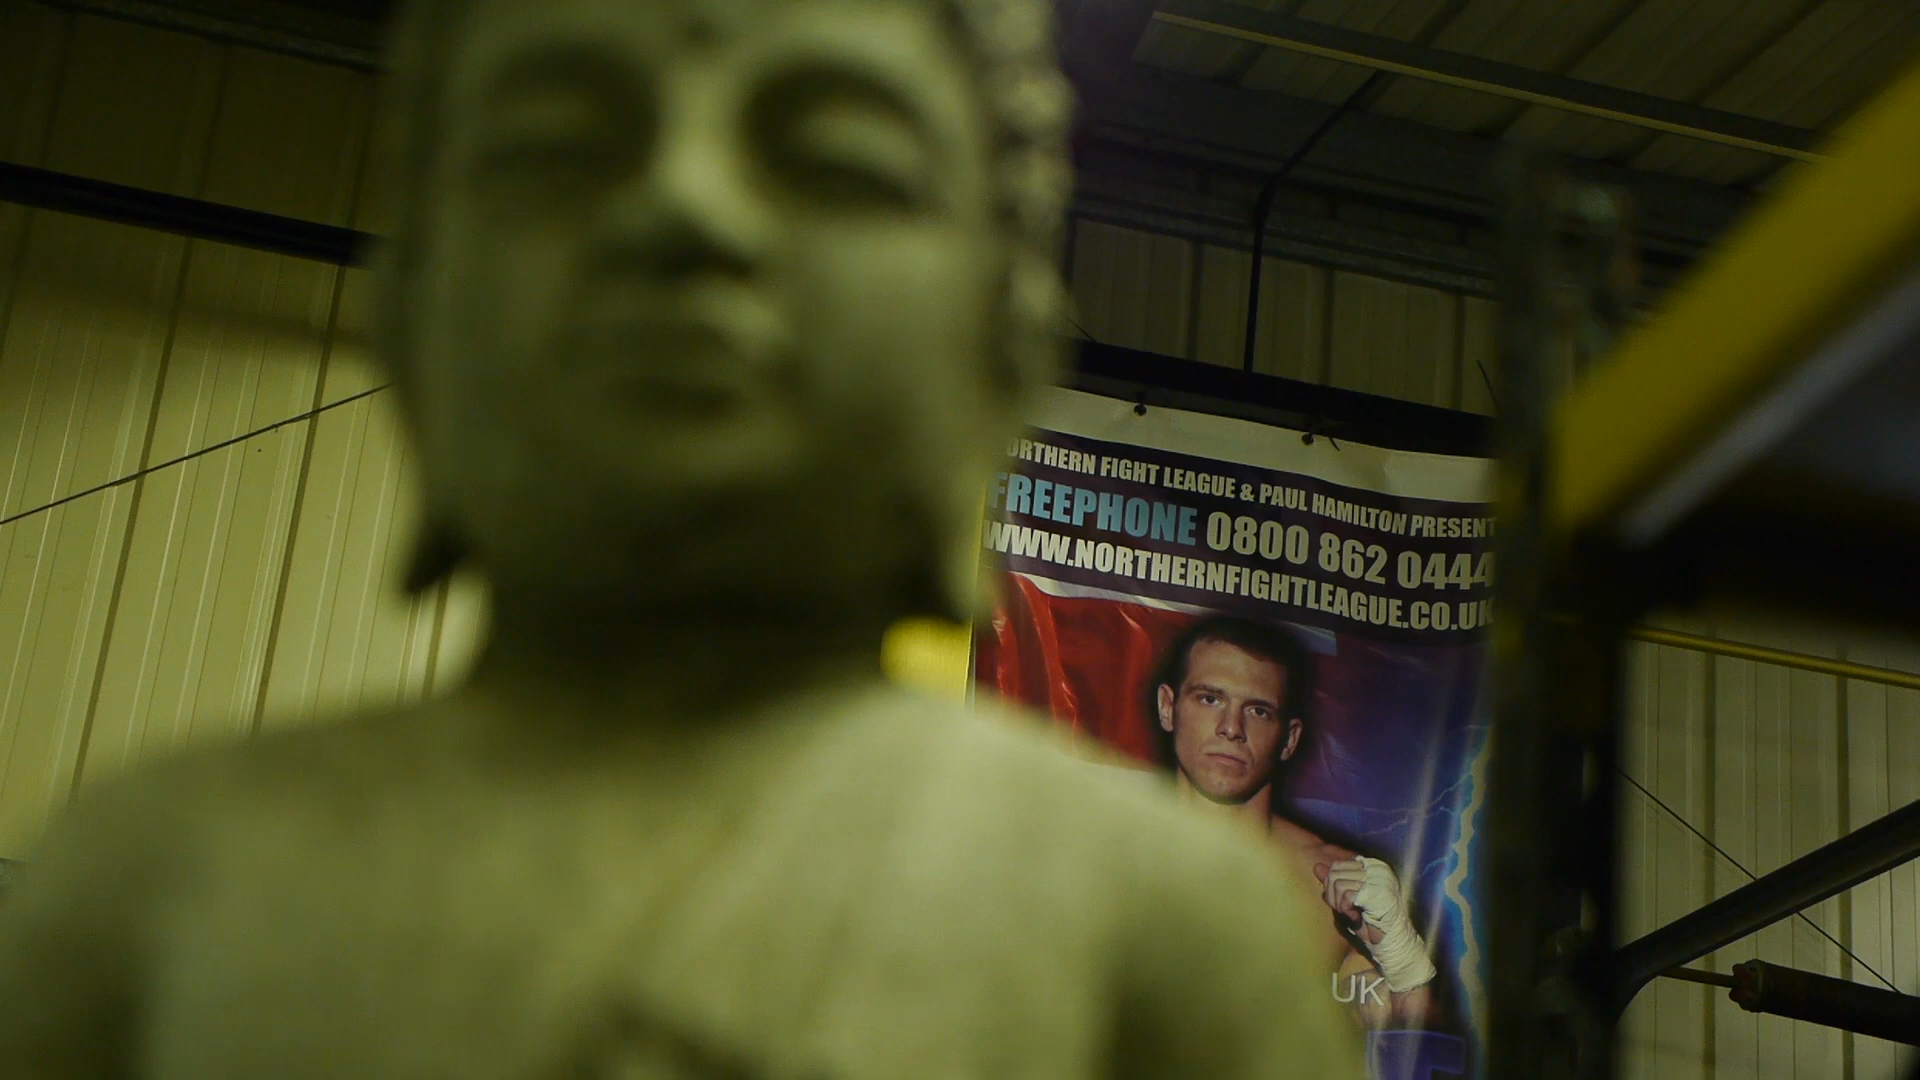 ORTHERN FIGHT LEAGUE & PAUL HAMILTON PRESENT
FREEPHONE 0800 862 0444
WWW.NORTHERNFIGHTLEAGUE.CO.UK
UK